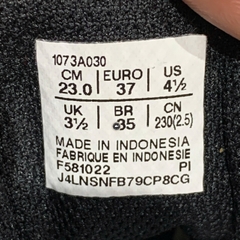 1073A030
CM EURO US
23.0 37 4½
UK BR CN
3½ 35 230(2.5)
MADE IN INDONESIA
FABRIQUE EN INDONESIE
F581022 PI
J4LNSNFB79CP8CG